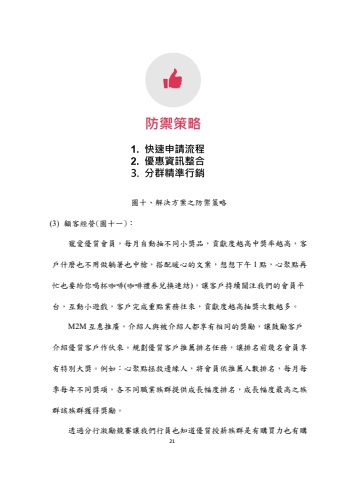 防禦策略
1. 快速申請流程
2. 優惠資訊整合
3. 分群精準行銷
圖十、解決方案之防禦策略
(3) 顧客經營(圖十一)：
寵愛優質會員，每月自動抽不同小獎品，貢獻度越高中獎率越高，客
戶什麼也不用做躺著也中槍，搭配暖心的文案，想想下午1點，心聚點再
忙也要給你喝杯咖啡(咖啡禮券兌換連結)，讓客戶持續關注我們的會員平
台，互動小遊戲，客戶完成重點業務往來，貢獻度越高抽獎次數越多。
M2M 互惠推廣，介紹人與被介紹人都享有相同的獎勵，讓鼓勵客戶
介紹優質客戶作伙來。規劃優質客戶推薦排名任務，讓排名前幾名會員享
有特別大獎。例如：心聚點拯救邊緣人，將會員依推薦人數排名，每月每
季每年不同獎項，各不同職業族群提供成長幅度排名，成長幅度最高之族
群該族群獲得獎勵。
透過分行激勵競賽讓我們行員也知道優質授薪族群是有購買力也有購
21